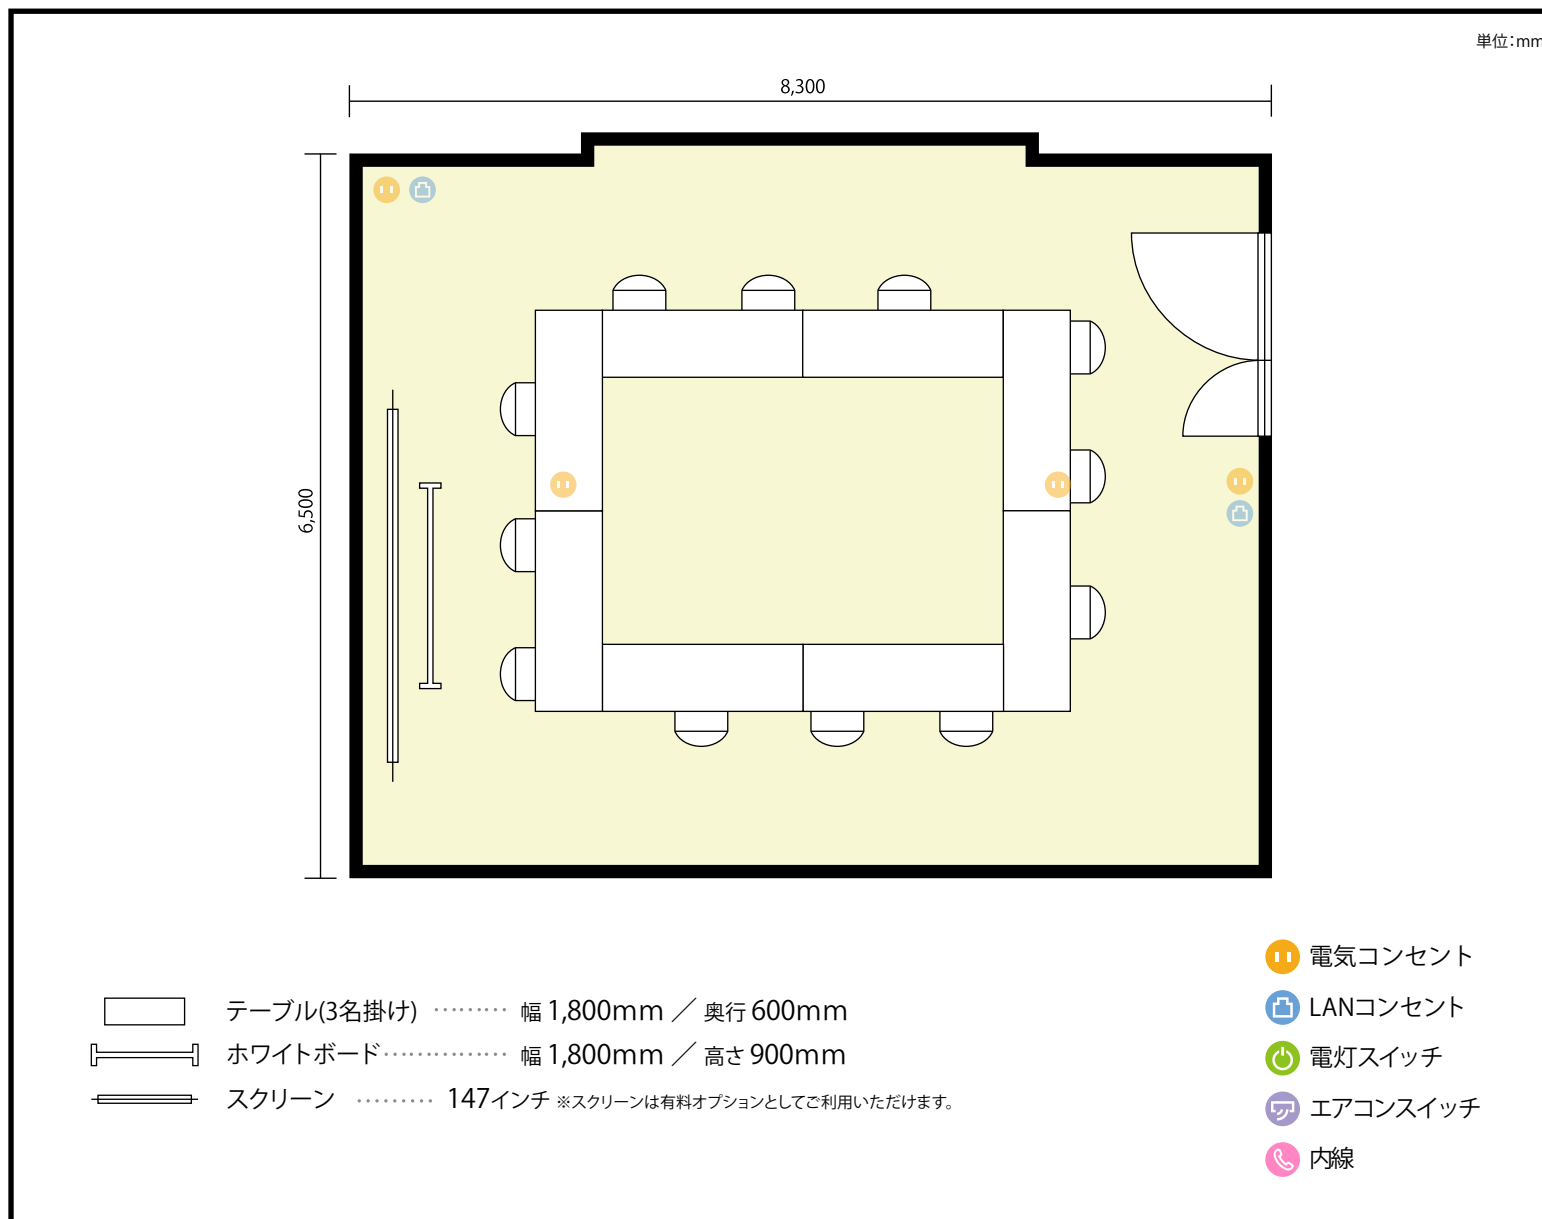 単位：mm
8,300
6,500
電気コンセント
LANコンセント
電灯スイッチ
エアコンスイッチ
内線
テーブル(3名掛け) ・・・・・・・・・ 幅 1,800mm ／ 奥行 600mm
ホワイトボード・・・・・・・・・・・・・・・ 幅 1,800mm ／ 高さ 900mm
スクリーン ・・・・・・・・・ 147インチ ※スクリーンは有料オプションとしてご利用いただけます。